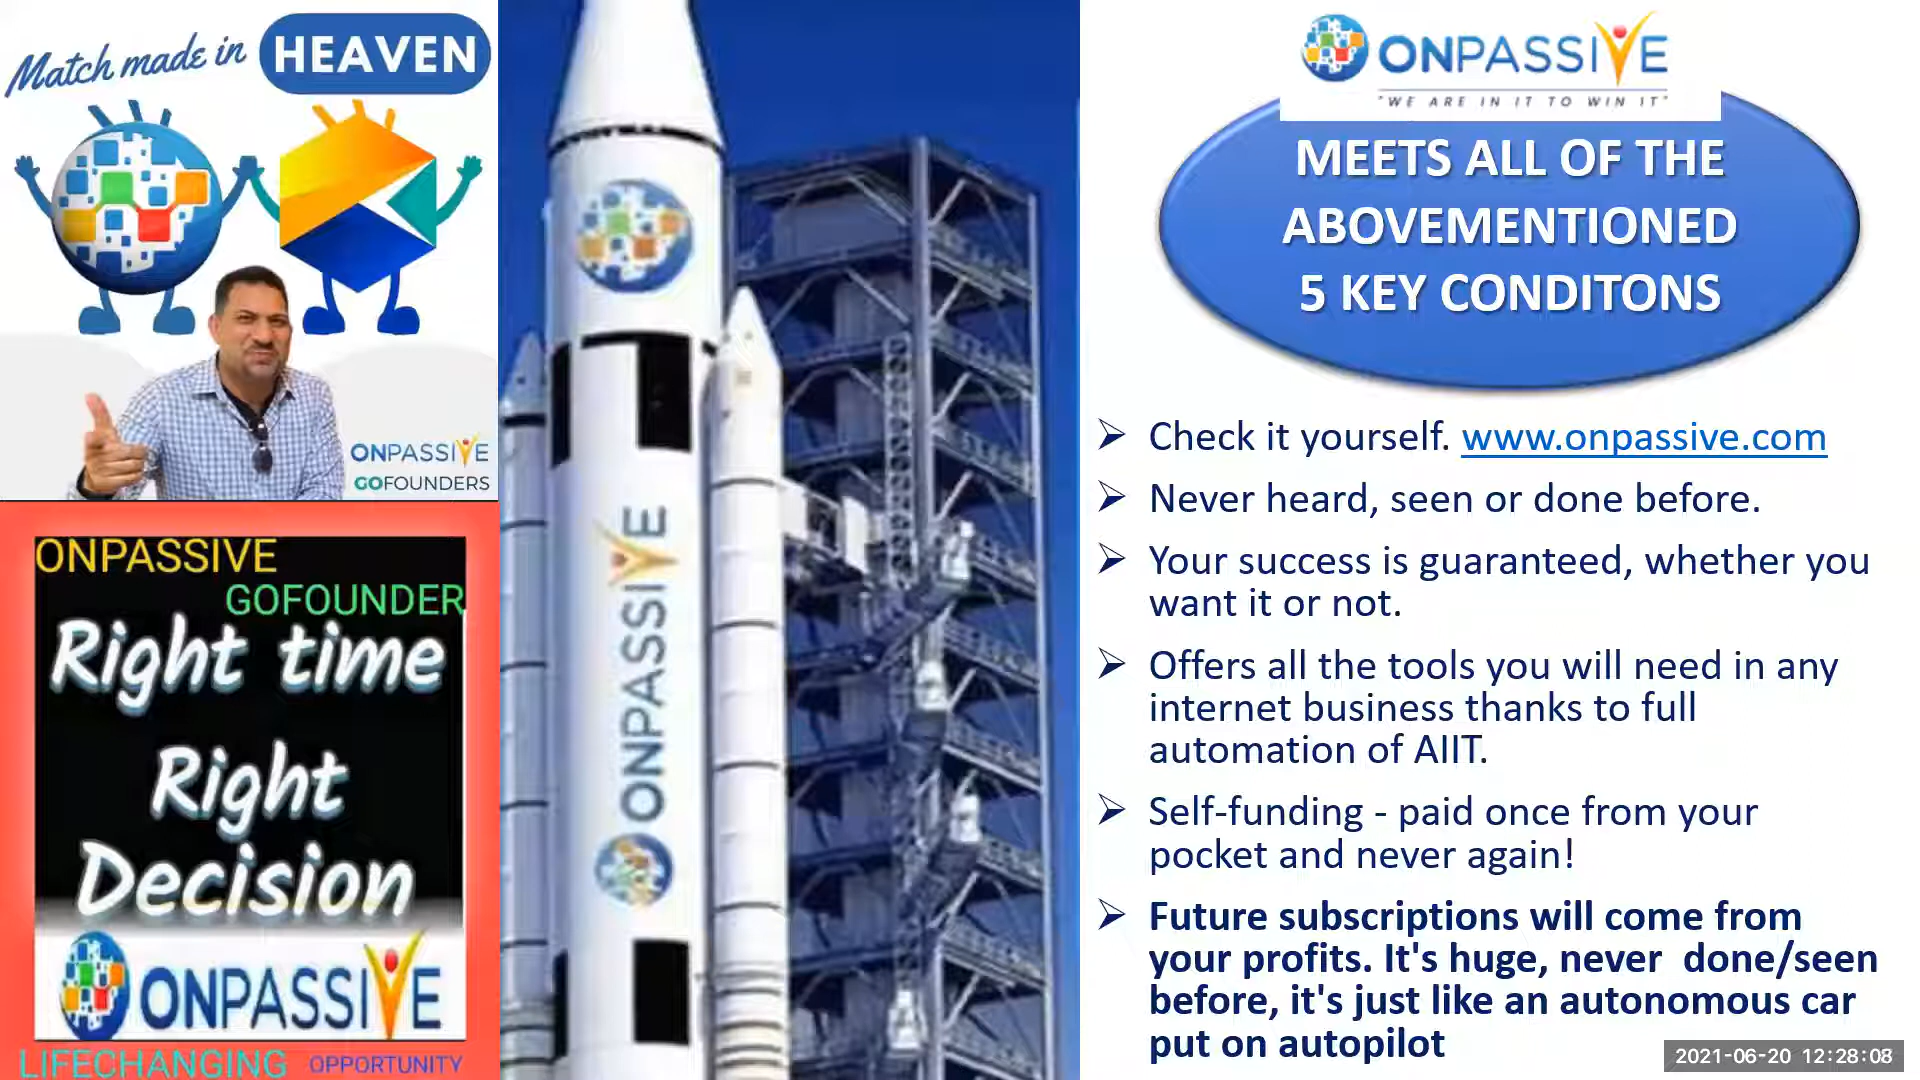 Match made in HEAVEN
ONPASSIVE
GOFOUNDERS
ONPASSIVE
GOFOUNDER
Right time
Right
Decision
ONPASSIVE
LIFECHANGING OPPORTUNITY
ONPASSIVE
ONPASSIVE
"WE ARE IN IT TO WIN IT"
MEETS ALL OF THE
ABOVEMENTIONED
5 KEY CONDITONS
Check it yourself. www.onpassive.com
Never heard, seen or done before.
Your success is guaranteed, whether you
want it or not.
Offers all the tools you will need in any
internet business thanks to full
automation of AIIT.
Self-funding - paid once from your
pocket and never again!
Future subscriptions will come from
your profits. It's huge, never done/seen
before, it's just like an autonomous car
put on autopilot
2021-06-20 12:28:08